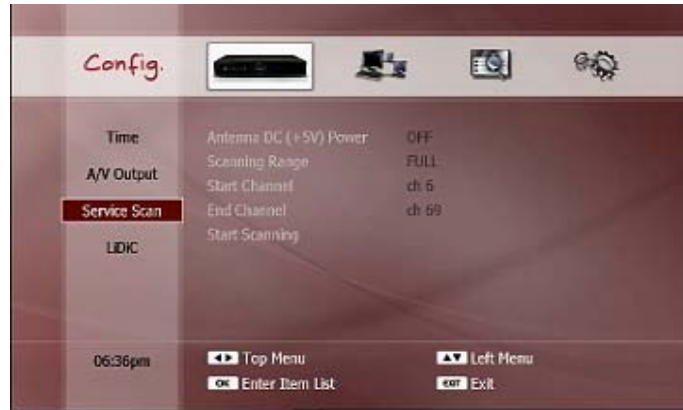 Config.
Time
A/V Output
Service Scan
LiDiC
Antenna DC (+5V) Power OFF
Scanning Range FULL
Start Channel ch 6
End Channel ch 69
Start Scanning
06:36pm
Top Menu
Left Menu
OK Enter Item List
EXIT Exit